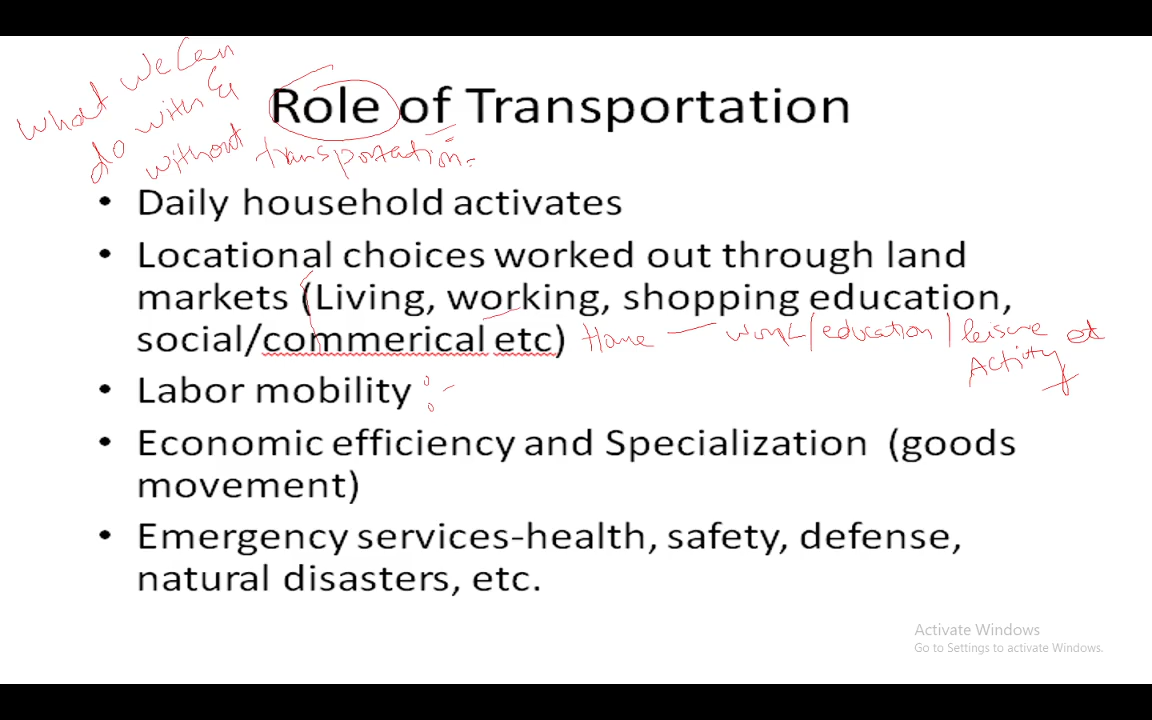 What we can
do with &
without transportation.
Role of Transportation
• Daily household activates
• Locational choices worked out through land
markets (Living, working, shopping education,
social/commerical etc) Home — work/education/leisure et
Activity
• Labor mobility :-
• Economic efficiency and Specialization (goods
movement)
• Emergency services-health, safety, defense,
natural disasters, etc.
Activate Windows
Go to Settings to activate Windows.